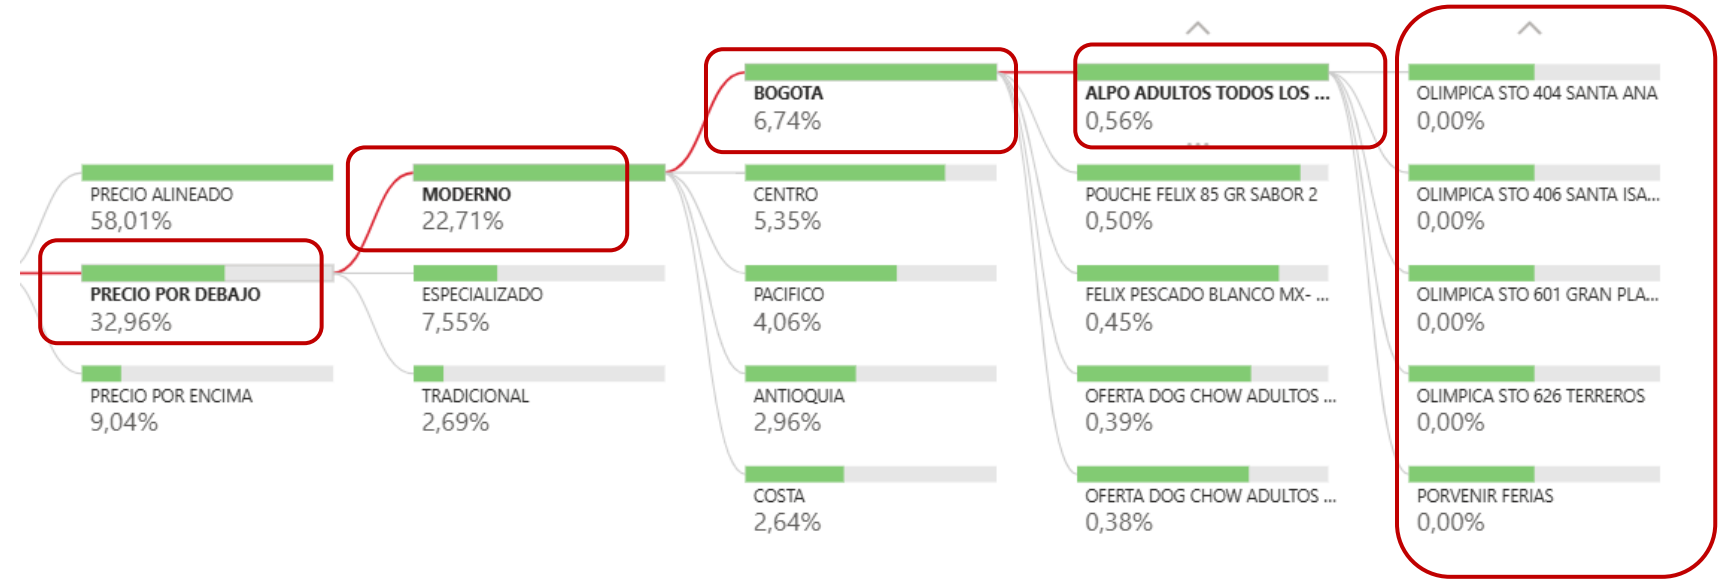 PRECIO ALINEADO
58,01%
PRECIO POR DEBAJO
32,96%
PRECIO POR ENCIMA
9,04%
MODERNO
22,71%
ESPECIALIZADO
7,55%
TRADICIONAL
2,69%
BOGOTA
6,74%
CENTRO
5,35%
PACIFICO
4,06%
ANTIOQUIA
2,96%
COSTA
2,64%
ALPO ADULTOS TODOS LOS ...
0,56%
POUCHE FELIX 85 GR SABOR 2
0,50%
FELIX PESCADO BLANCO MX- ...
0,45%
OFERTA DOG CHOW ADULTOS ...
0,39%
OFERTA DOG CHOW ADULTOS ...
0,38%
OLIMPICA STO 404 SANTA ANA
0,00%
OLIMPICA STO 406 SANTA ISA...
0,00%
OLIMPICA STO 601 GRAN PLA...
0,00%
OLIMPICA STO 626 TERREROS
0,00%
PORVENIR FERIAS
0,00%